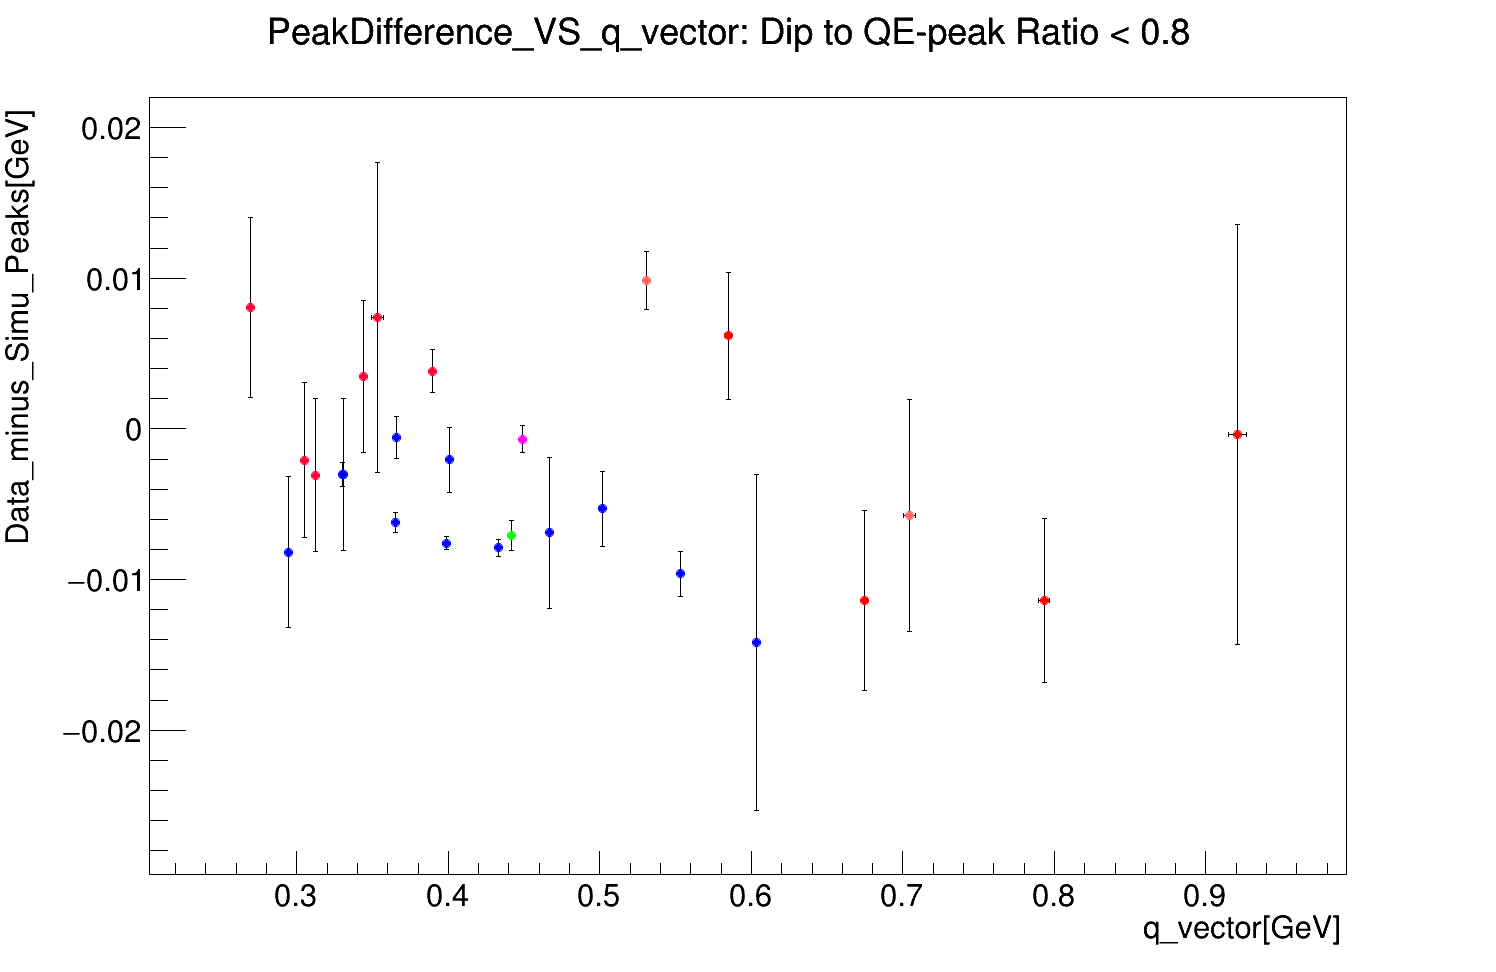 PeakDifference_VS_q_vector: Dip to QE-peak Ratio < 0.8
Data_minus_Simu_Peaks[GeV]
0.02
0.01
0
−0.01
−0.02
0.3 0.4 0.5 0.6 0.7 0.8 0.9
q_vector[GeV]